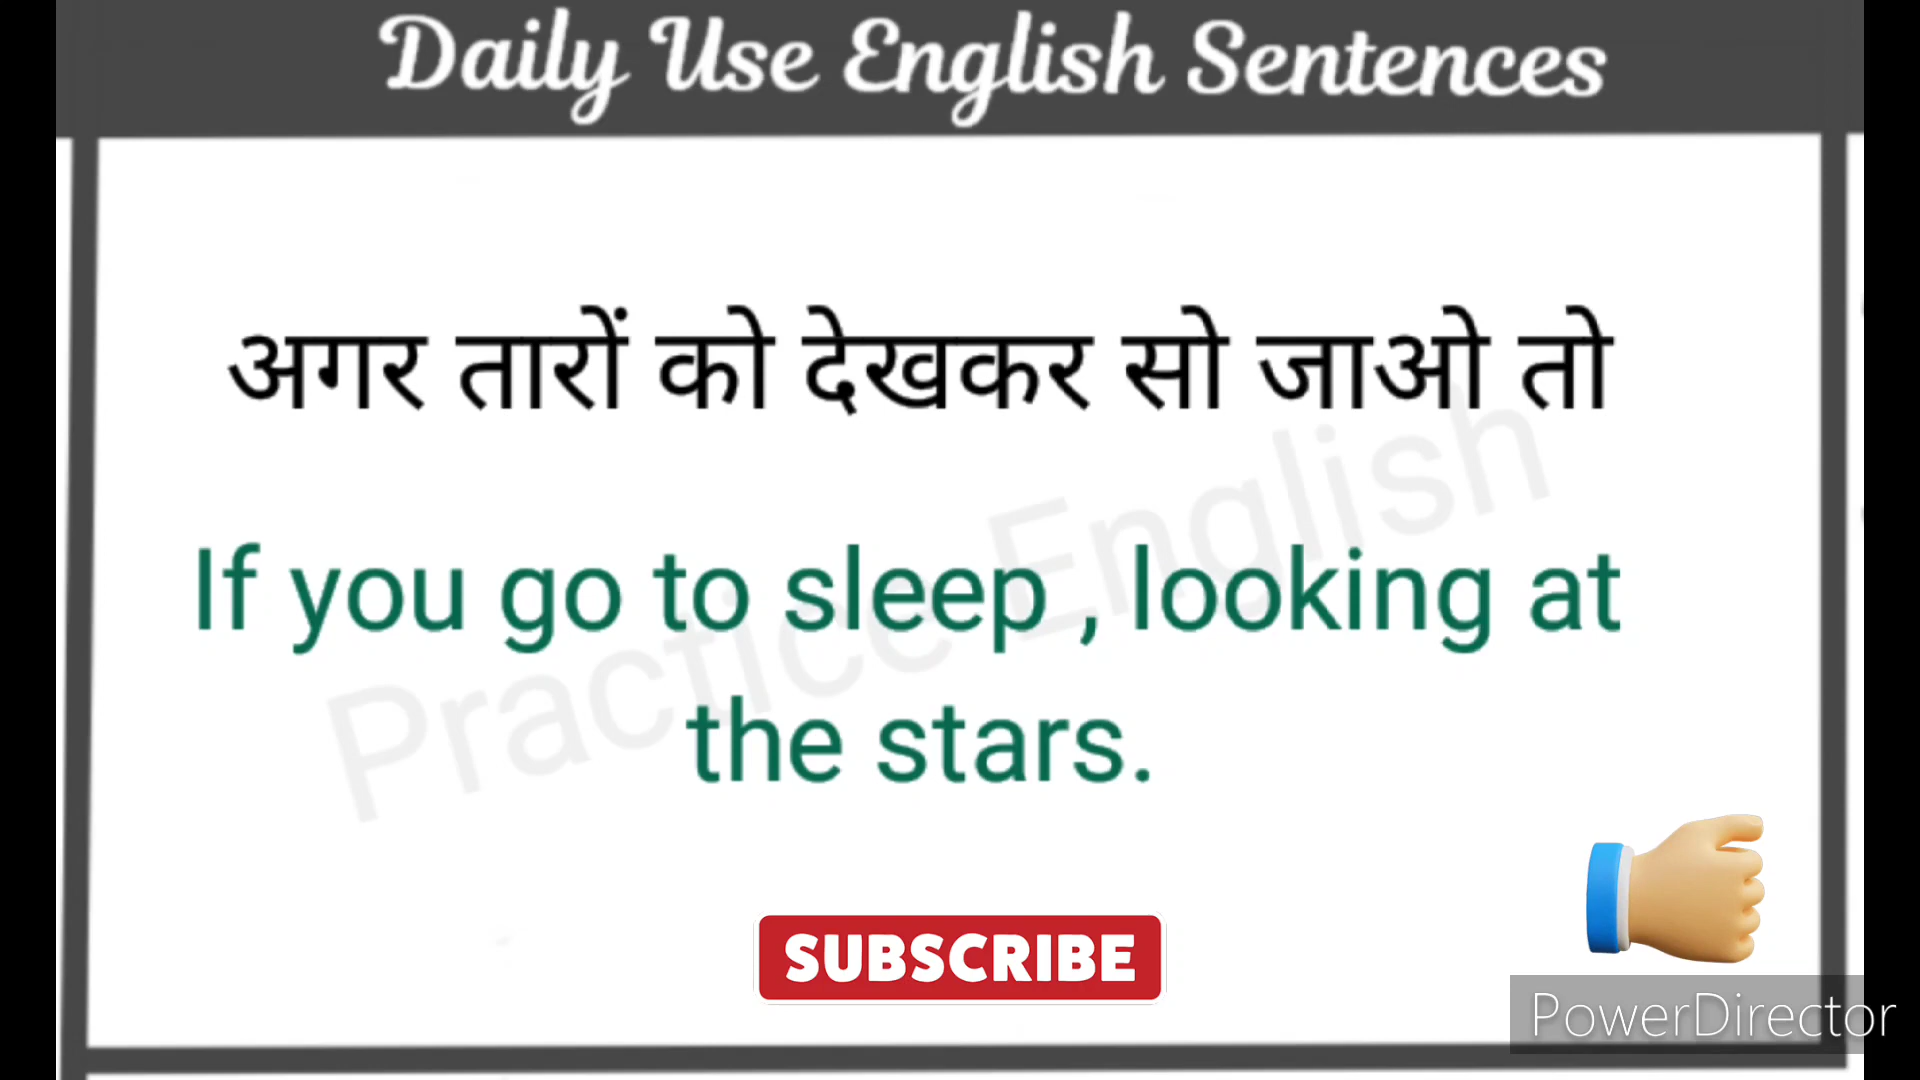 Daily Use English Sentences
अगर तारों को देखकर सो जाओ तो
If you go to sleep , looking at
the stars.
Practice English
SUBSCRIBE
PowerDirector